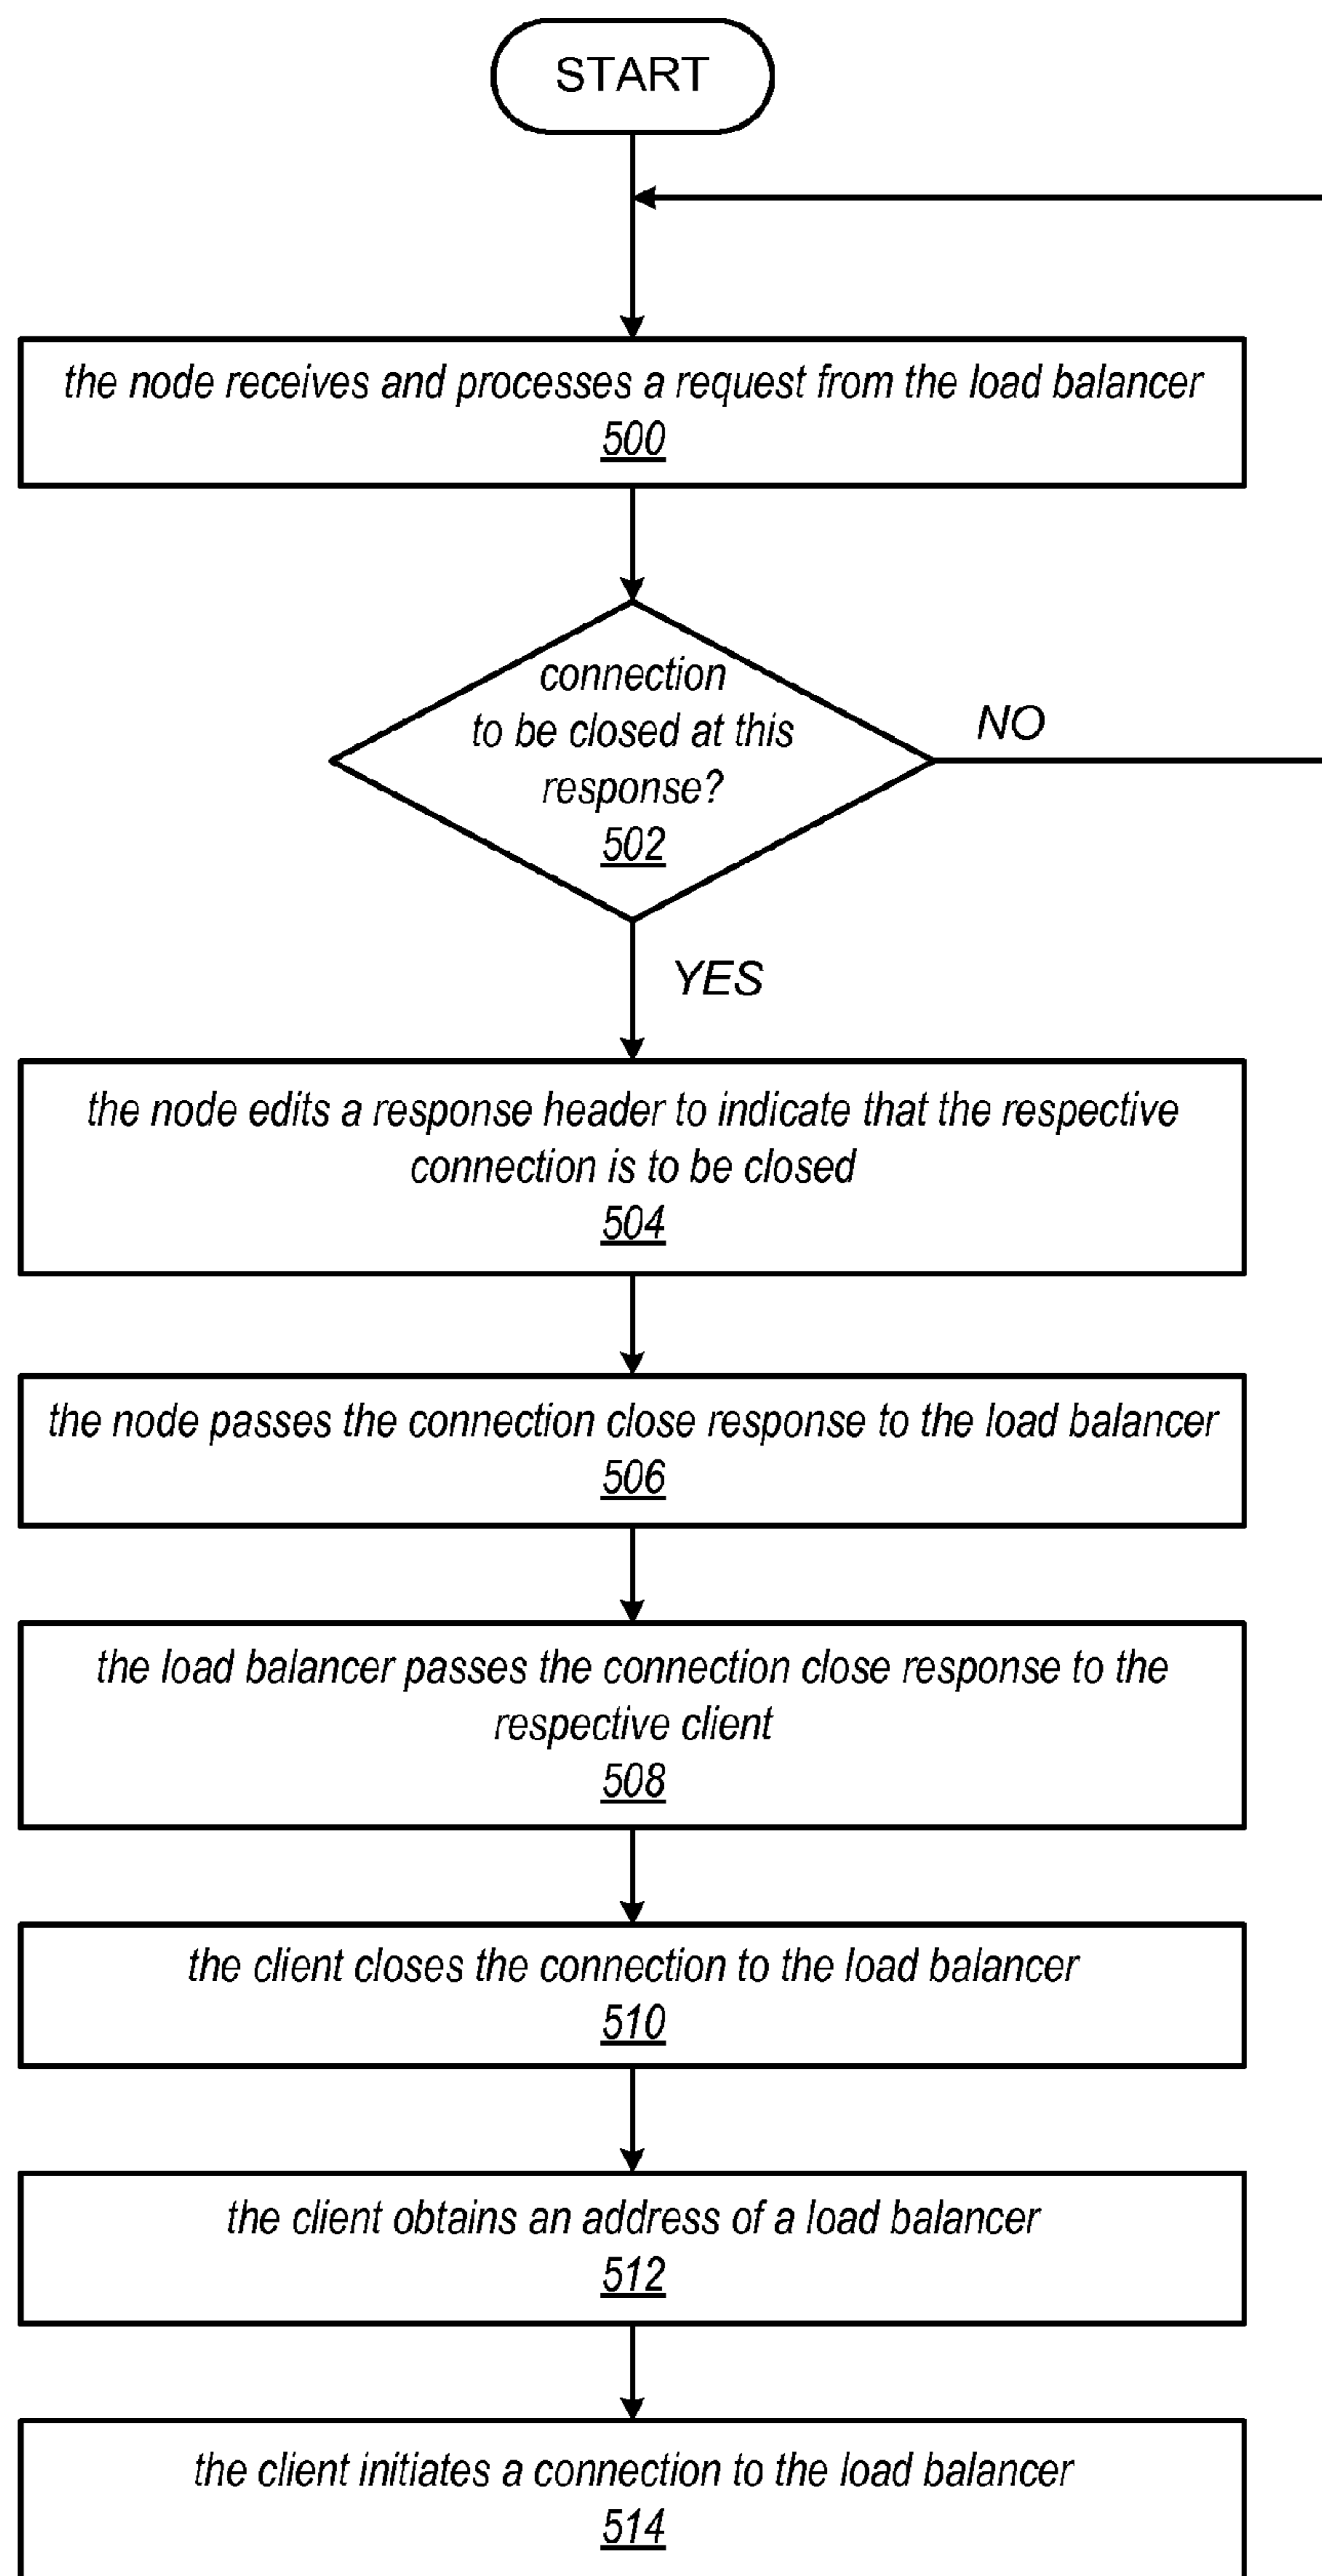 START
the node receives and processes a request from the load balancer
500
connection
to be closed at this
response?
502
NO
YES
the node edits a response header to indicate that the respective
connection is to be closed
504
the node passes the connection close response to the load balancer
506
the load balancer passes the connection close response to the
respective client
508
the client closes the connection to the load balancer
510
the client obtains an address of a load balancer
512
the client initiates a connection to the load balancer
514